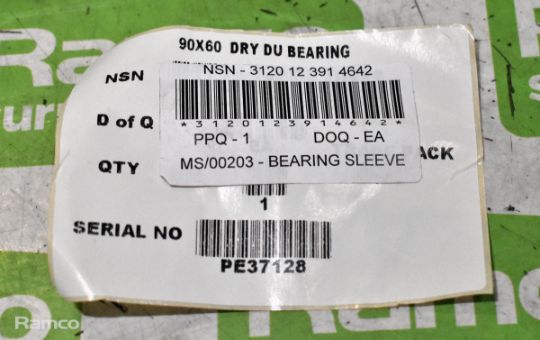 90X60 DRY DU BEARING
NSN
NSN - 3120 12 391 4642
*3120123914642*
D of Q
PPQ - 1 DOQ - EA
QTY
MS/00203 - BEARING SLEEVE
ACK
1
SERIAL NO
PE37128
Ramco